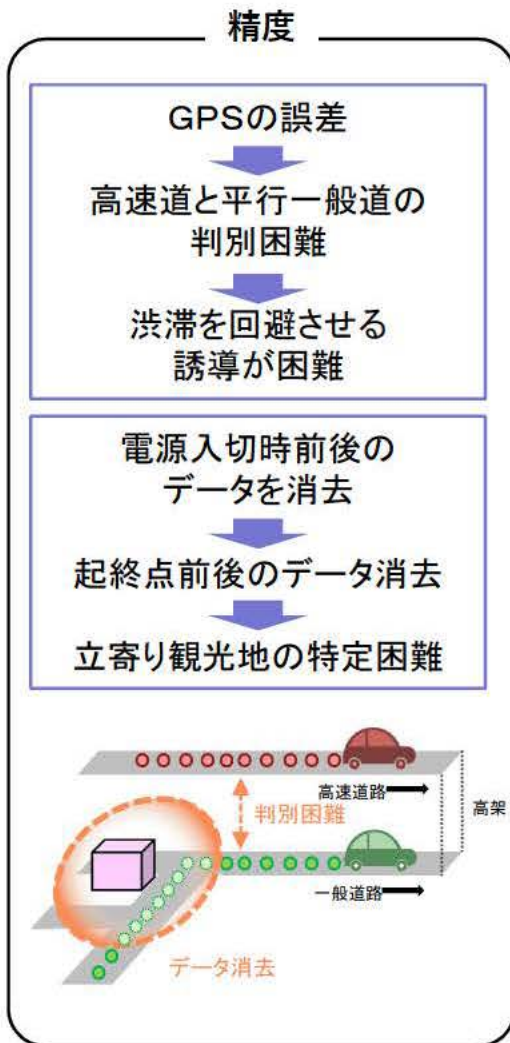 精度
GPSの誤差
高速道と平行一般道の
判別困難
渋滞を回避させる
誘導が困難
電源入切時前後の
データを消去
起終点前後のデータ消去
立寄り観光地の特定困難
高速道路
判別困難
高架
一般道路
データ消去